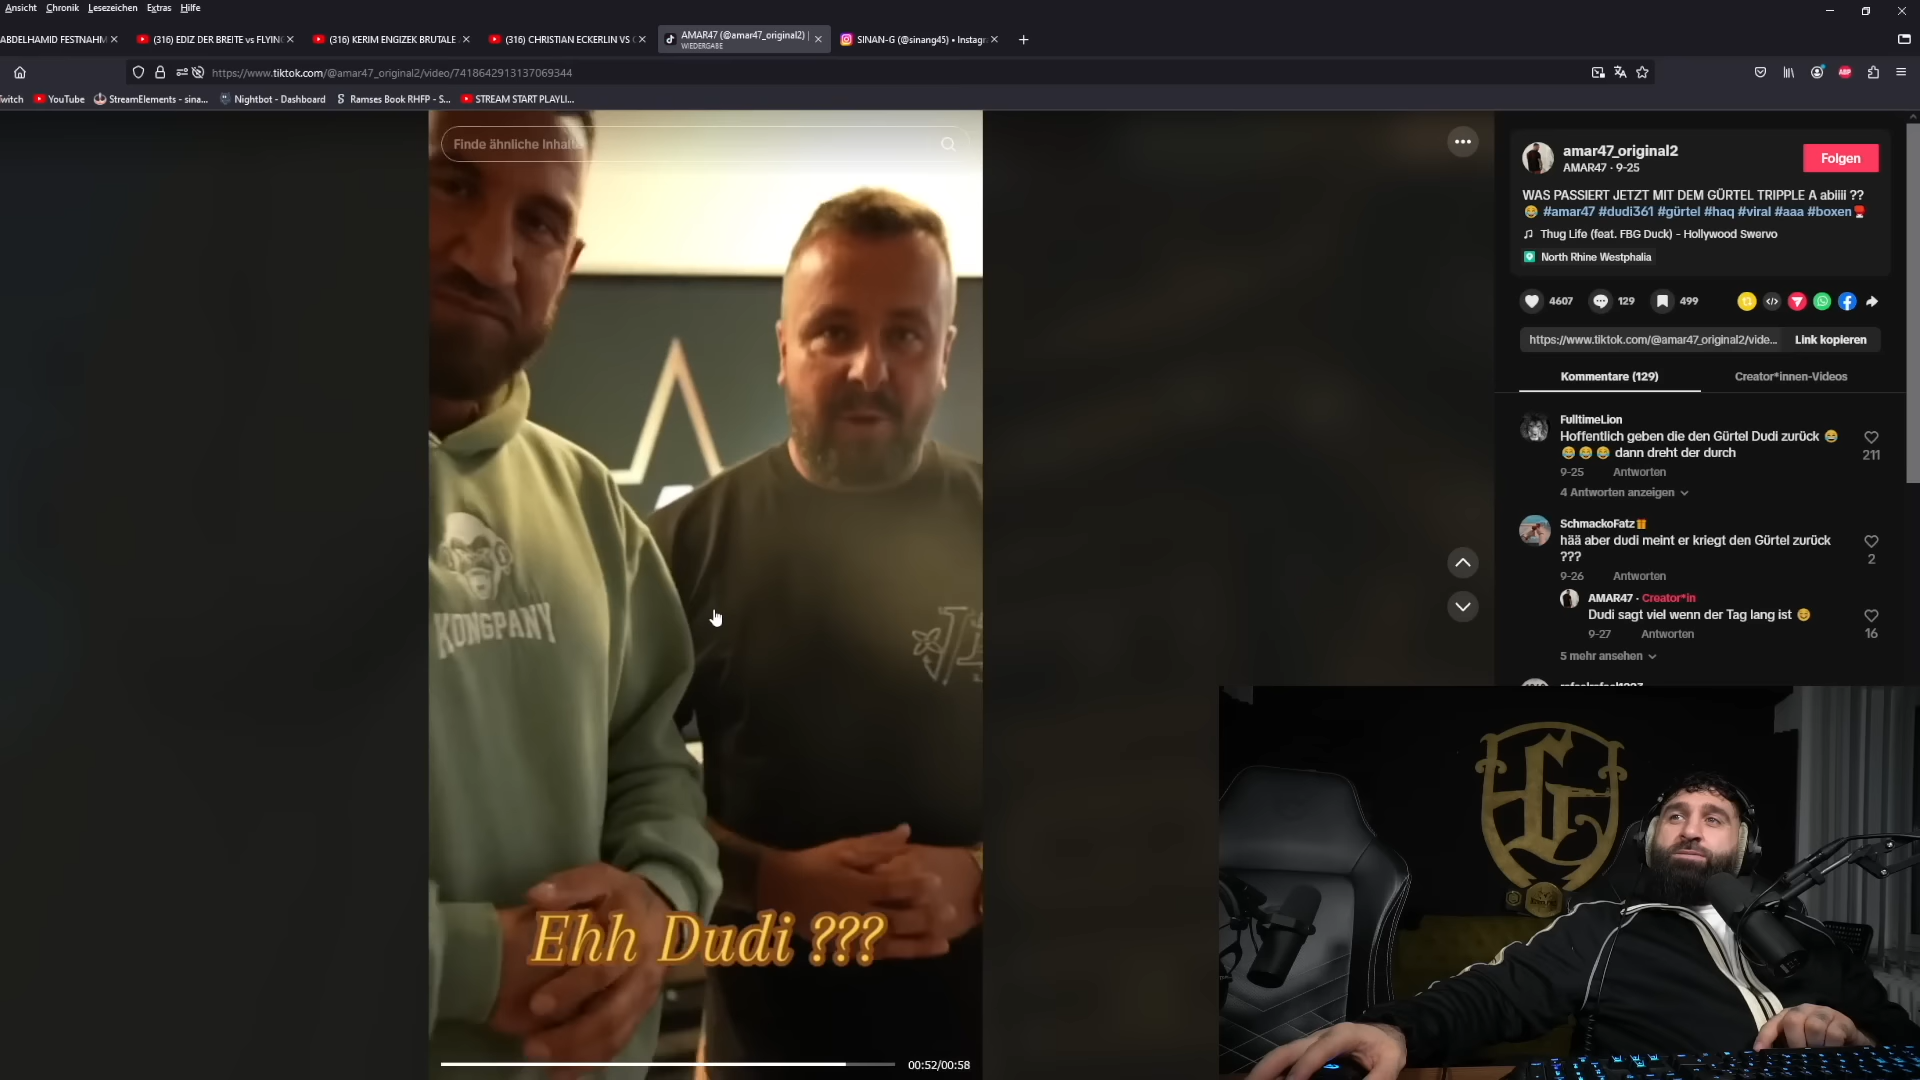 Ansicht Chronik Lesezeichen Extras Hilfe
ABDELHAMID FESTNAHM
(316) EDIZ DER BREITE vs FLYIN
(316) KERIM ENGIZEK BRUTALE
(316) CHRISTIAN ECKERLIN VS
AMAR47 (@amar47_original2) |
WIEDERGABE
SINAN-G (@sinang45) • Instagr
https://www.tiktok.com/@amar47_original2/video/7418642913137069344
witch YouTube StreamElements - sina... Nightbot - Dashboard Ramses Book RHFP - S... STREAM START PLAYLI...
Finde ähnliche Inhalte
KONGPANY
Ehh Dudi ???
00:52/00:58
amar47_original2
AMAR47 · 9-25
Folgen
WAS PASSIERT JETZT MIT DEM GÜRTEL TRIPPLE A abiiii ??
😂 #amar47 #dudi361 #gürtel #haq #viral #aaa #boxen🥊
Thug Life (feat. FBG Duck) - Hollywood Swervo
North Rhine Westphalia
4607 129 499
https://www.tiktok.com/@amar47_original2/vide... Link kopieren
Kommentare (129) Creator*innen-Videos
FulltimeLion
Hoffentlich geben die den Gürtel Dudi zurück 😂
😂😂😂 dann dreht der durch
211
9-25 Antworten
4 Antworten anzeigen
SchmackoFatz🎁
hää aber dudi meint er kriegt den Gürtel zurück
???
2
9-26 Antworten
AMAR47 · Creator*in
Dudi sagt viel wenn der Tag lang ist 😊
16
9-27 Antworten
5 mehr ansehen